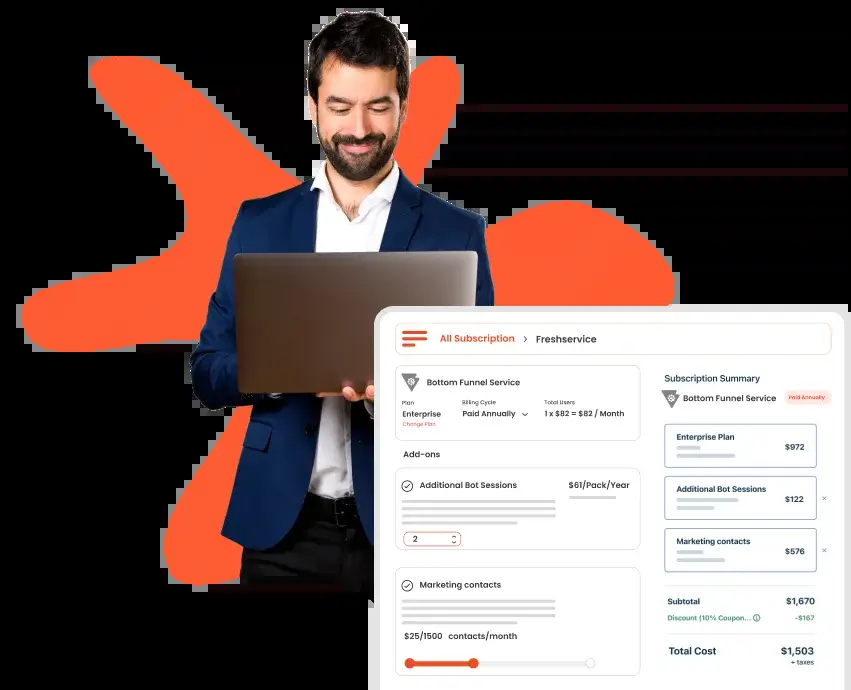 All Subscription > Freshservice
Bottom Funnel Service
Plan
Billing Cycle
Total Users
Enterprise
Paid Annually
1 x $82 = $82 / Month
Change Plan
Add-ons
Additional Bot Sessions
$61/Pack/Year
2
Marketing contacts
$25/1500 contacts/month
Subscription Summary
Bottom Funnel Service
Paid Annually
Enterprise Plan
$972
Additional Bot Sessions
$122
Marketing contacts
$576
Subtotal
$1,670
Discount (10% Coupon...
-$167
Total Cost
$1,503
+ taxes